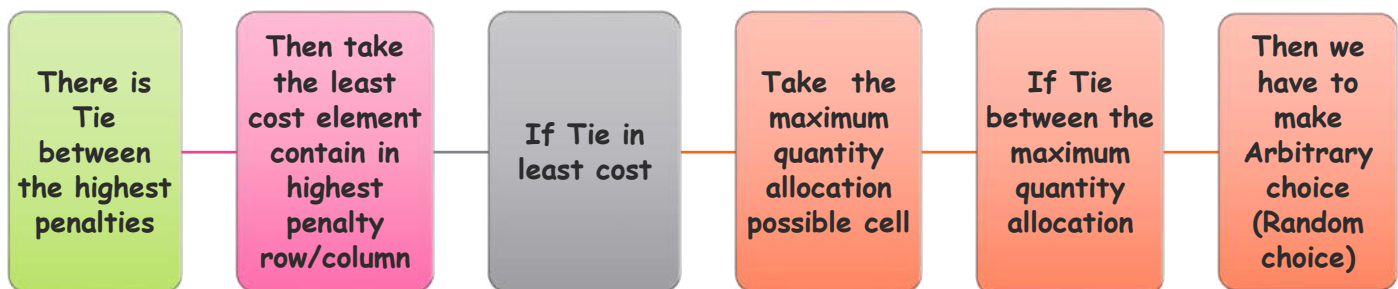 There is
Tie
between
the highest
penalties
Then take
the least
cost element
contain in
highest
penalty
row/column
If Tie in
least cost
Take the
maximum
quantity
allocation
possible cell
If Tie
between the
maximum
quantity
allocation
Then we
have to
make
Arbitrary
choice
(Random
choice)